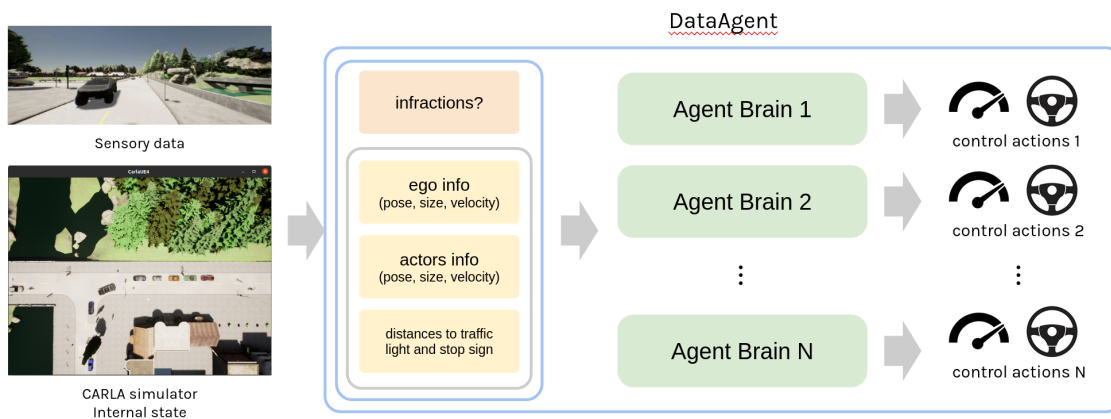 DataAgent
Sensory data
CarlaUE4
CARLA simulator
Internal state
infractions?
ego info
(pose, size, velocity)
actors info
(pose, size, velocity)
distances to traffic
light and stop sign
Agent Brain 1
control actions 1
Agent Brain 2
control actions 2
Agent Brain N
control actions N